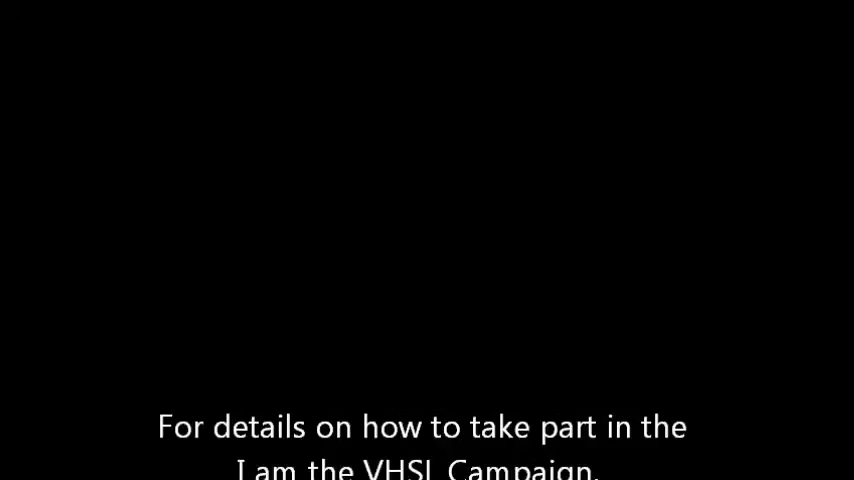 For details on how to take part in the
I am the VHSL Campaign.